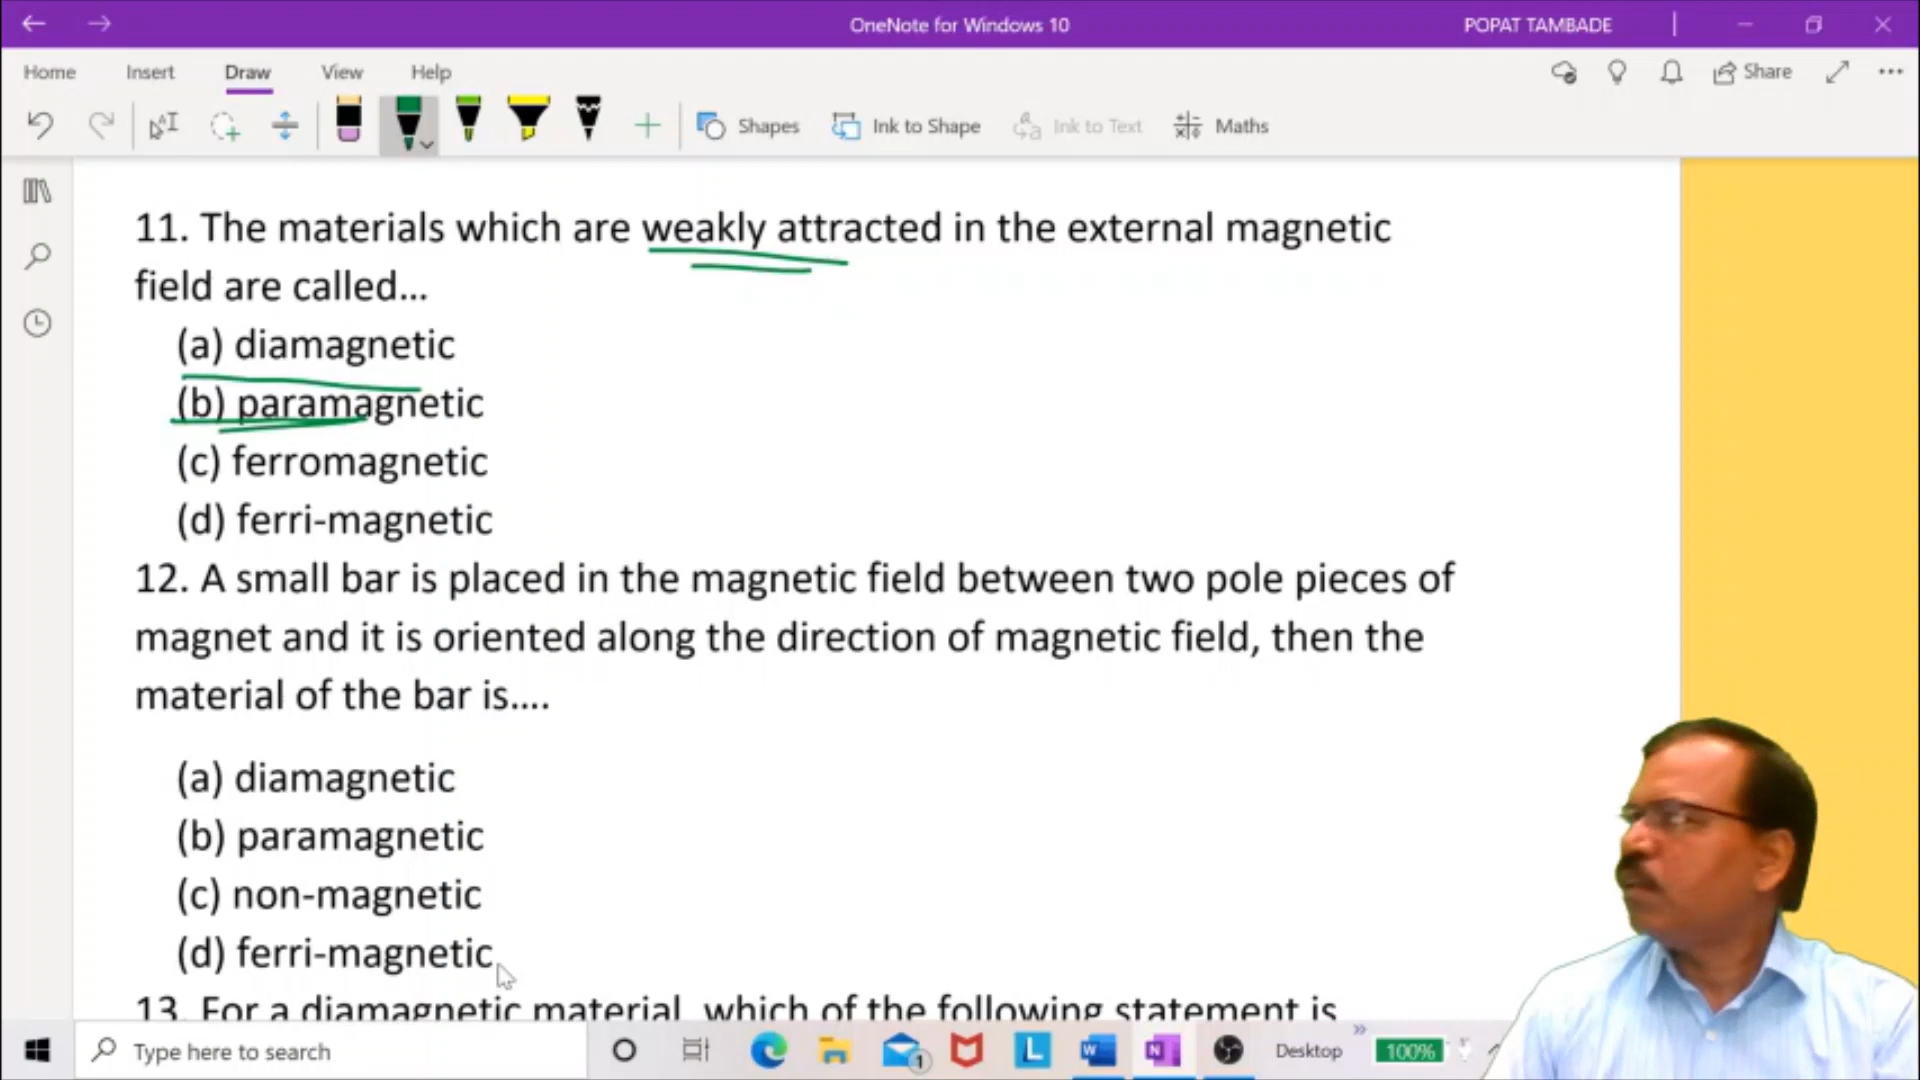 OneNote for Windows 10
POPAT TAMBADE
Home Insert Draw View Help
Share
Shapes Ink to Shape Ink to Text Maths
11. The materials which are weakly attracted in the external magnetic
field are called...
(a) diamagnetic
(b) paramagnetic
(c) ferromagnetic
(d) ferri-magnetic
12. A small bar is placed in the magnetic field between two pole pieces of
magnet and it is oriented along the direction of magnetic field, then the
material of the bar is....
(a) diamagnetic
(b) paramagnetic
(c) non-magnetic
(d) ferri-magnetic
13. For a diamagnetic material, which of the following statement is
Type here to search
1
L
W
N
Desktop
100%